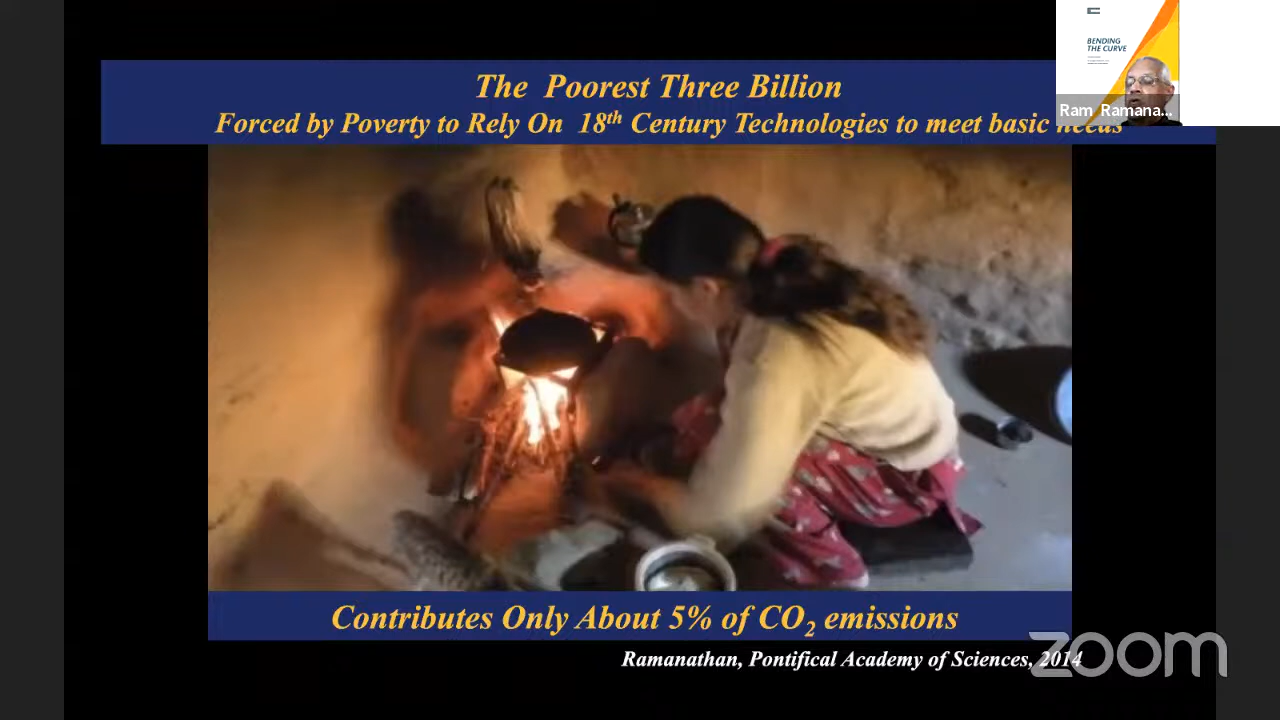 The Poorest Three Billion
Forced by Poverty to Rely On 18th Century Technologies to meet basic needs
BENDING
THE CURVE
Ram Ramana...
Contributes Only About 5% of CO₂ emissions
Ramanathan, Pontifical Academy of Sciences, 2014
zoom